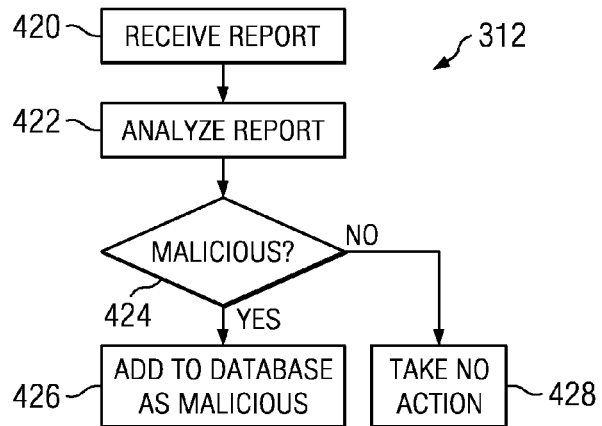 420
RECEIVE REPORT
312
422
ANALYZE REPORT
MALICIOUS?
NO
424
YES
426
ADD TO DATABASE
AS MALICIOUS
TAKE NO
ACTION
428